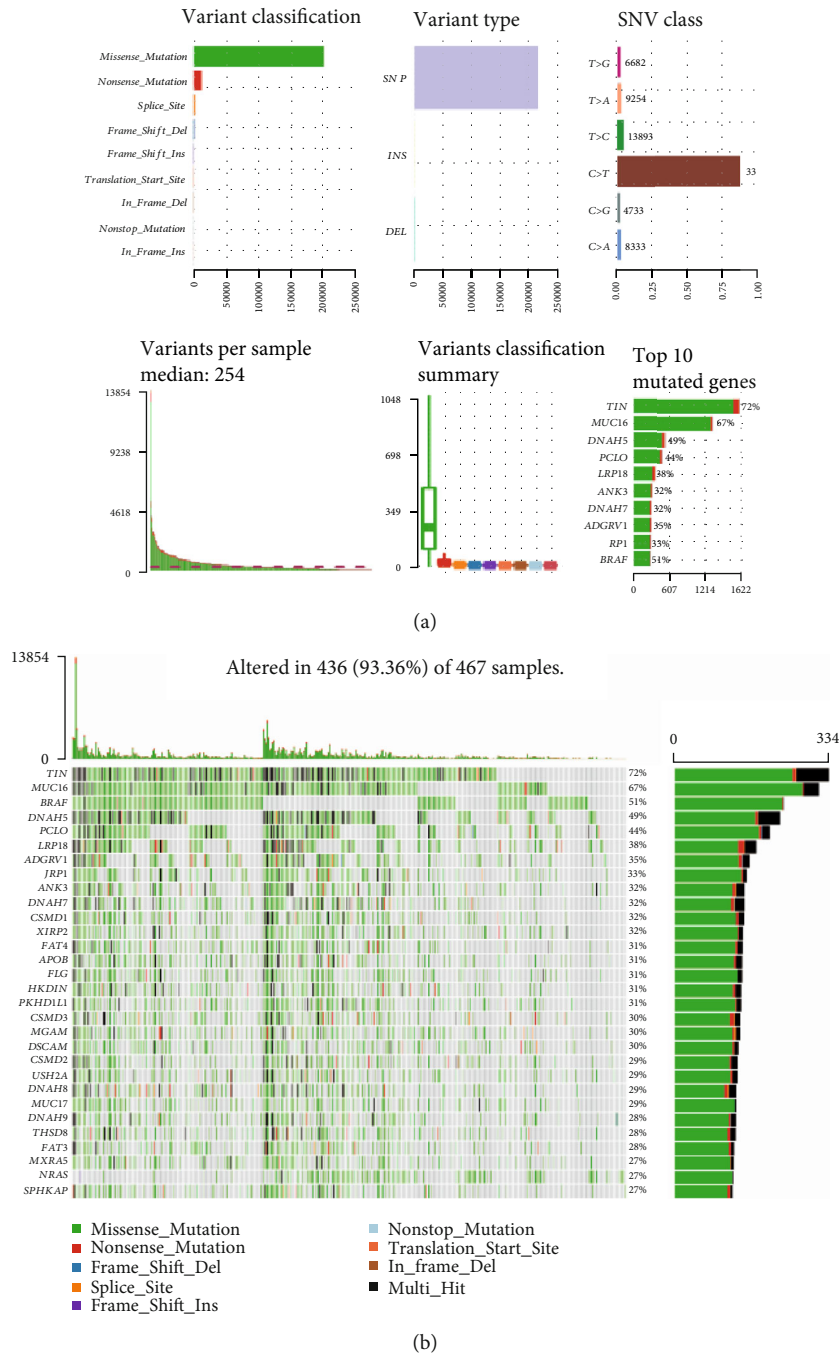 Variant classification
Missense_Mutation
Nonsense_Mutation
Splice_Site
Frame_Shift_Del
Frame_Shift_Ins
Translation_Start_Site
In_Frame_Del
Nonstop_Mutation
In_Frame_Ins
0
50000
100000
150000
200000
250000
Variant type
SN P
INS
DEL
0
50000
100000
150000
200000
250000
SNV class
T>G 6682
T>A 9254
T>C 13893
C>T 33
C>G 4733
C>A 8333
0.00
0.25
0.50
0.75
1.00
Variants per sample
median: 254
13854
9238
4618
0
Variants classification
summary
1048
698
349
0
Top 10
mutated genes
TIN 72%
MUC16 67%
DNAH5 49%
PCLO 44%
LRP18 38%
ANK3 32%
DNAH7 32%
ADGRV1 35%
RP1 33%
BRAF 51%
0 607 1214 1622
(a)
Altered in 436 (93.36%) of 467 samples.
13854
0
0 334
TIN 72%
MUC16 67%
BRAF 51%
DNAH5 49%
PCLO 44%
LRP18 38%
ADGRV1 35%
JRP1 33%
ANK3 32%
DNAH7 32%
CSMD1 32%
XIRP2 32%
FAT4 31%
APOB 31%
FLG 31%
HKDIN 31%
PKHD1L1 31%
CSMD3 30%
MGAM 30%
DSCAM 30%
CSMD2 29%
USH2A 29%
DNAH8 29%
MUC17 29%
DNAH9 28%
THSD8 28%
FAT3 28%
MXRA5 27%
NRAS 27%
SPHKAP 27%
Missense_Mutation
Nonsense_Mutation
Frame_Shift_Del
Splice_Site
Frame_Shift_Ins
Nonstop_Mutation
Translation_Start_Site
In_frame_Del
Multi_Hit
(b)